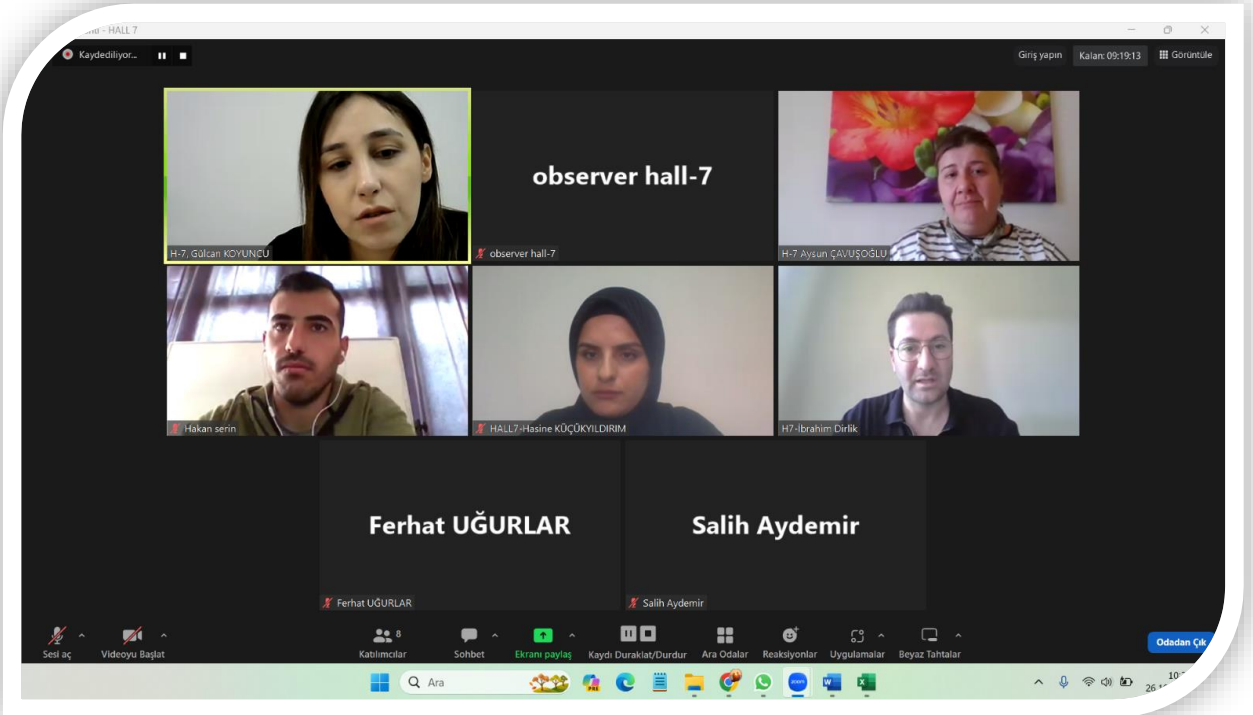 - HALL 7
Kaydediliyor...
Giriş yapın
Kalan: 09:19:13
Görüntüle
H-7, Gülcan KOYUNCU
observer hall-7
observer hall-7
H-7 Aysun ÇAVUŞOĞLU
Hakan serin
HALL7-Hasine KÜÇÜKYILDIRIM
H7-İbrahim Dirlik
Ferhat UĞURLAR
Salih Aydemir
Ferhat UĞURLAR
Salih Aydemir
8
Sesi aç
Videoyu Başlat
Katılımcılar
Sohbet
Ekranı paylaş
Kaydı Duraklat/Durdur
Ara Odalar
Reaksiyonlar
Uygulamalar
Beyaz Tahtalar
Odadan Çık
Ara
PRE
zoom